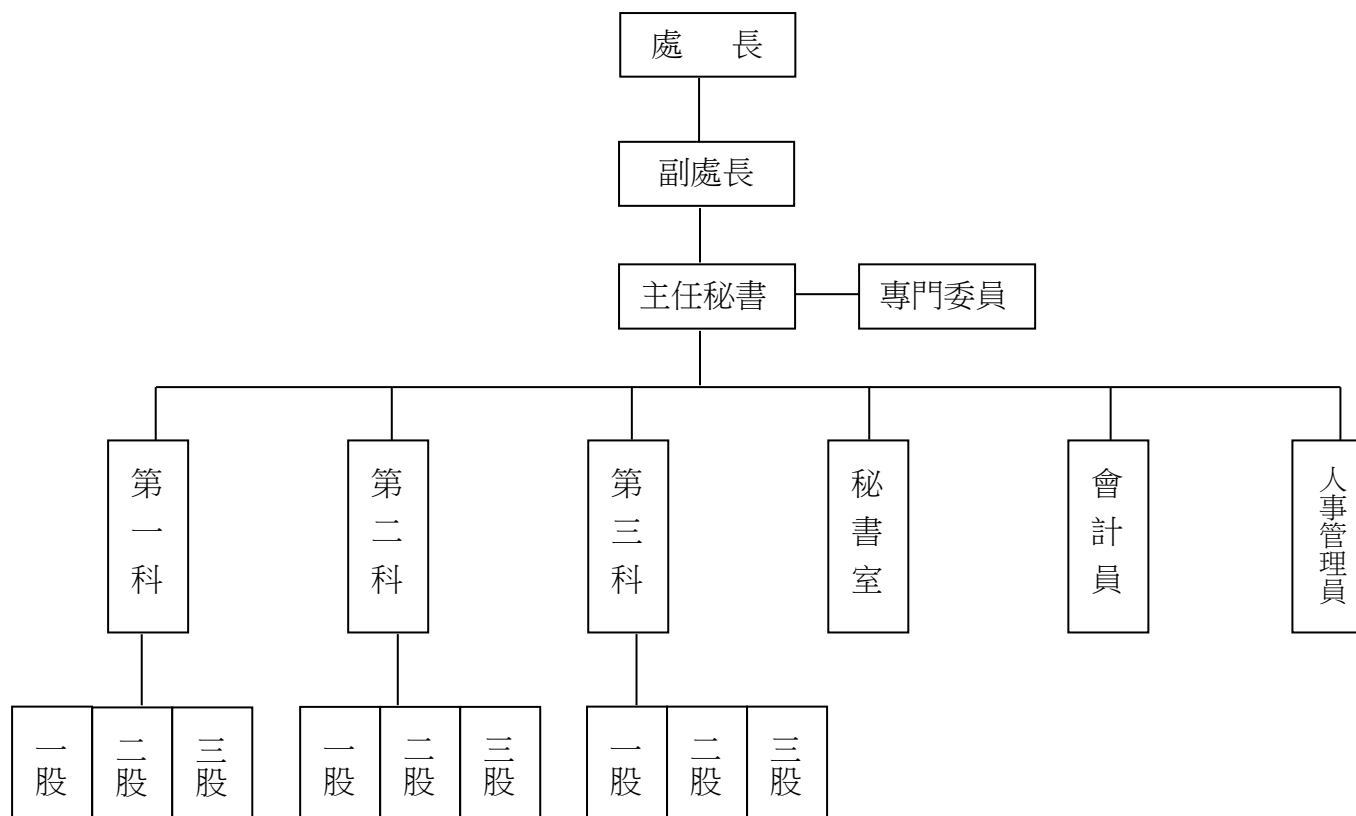 處 長
副處長
主任秘書
專門委員
第一科
第二科
第三科
秘書室
會計員
人事管理員
一股
二股
三股
一股
二股
三股
一股
二股
三股